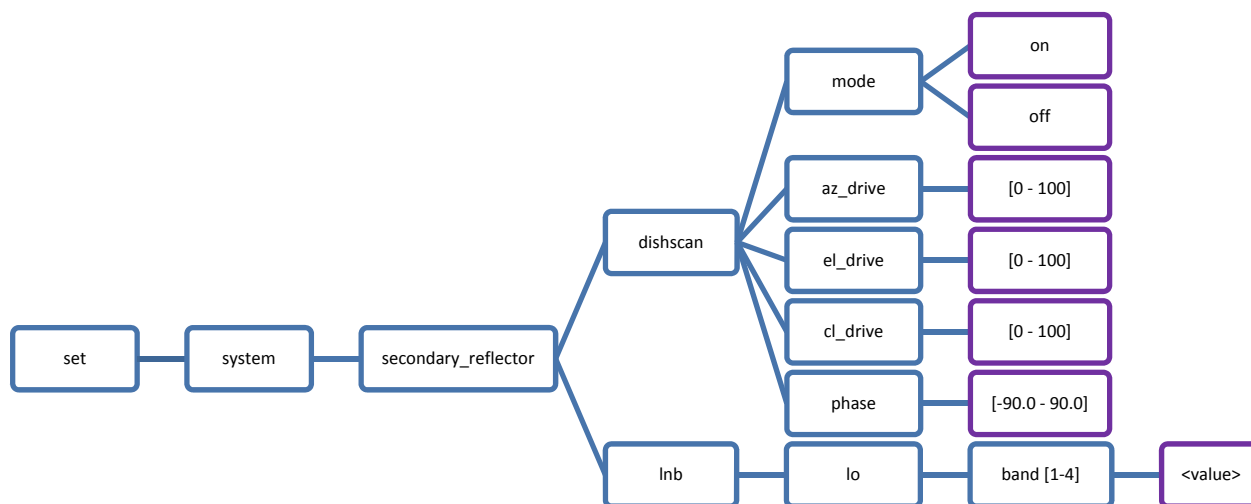 set
system
secondary_reflector
dishscan
mode
on
off
az_drive
[0 - 100]
el_drive
[0 - 100]
cl_drive
[0 - 100]
phase
[-90.0 - 90.0]
lnb
lo
band [1-4]
<value>